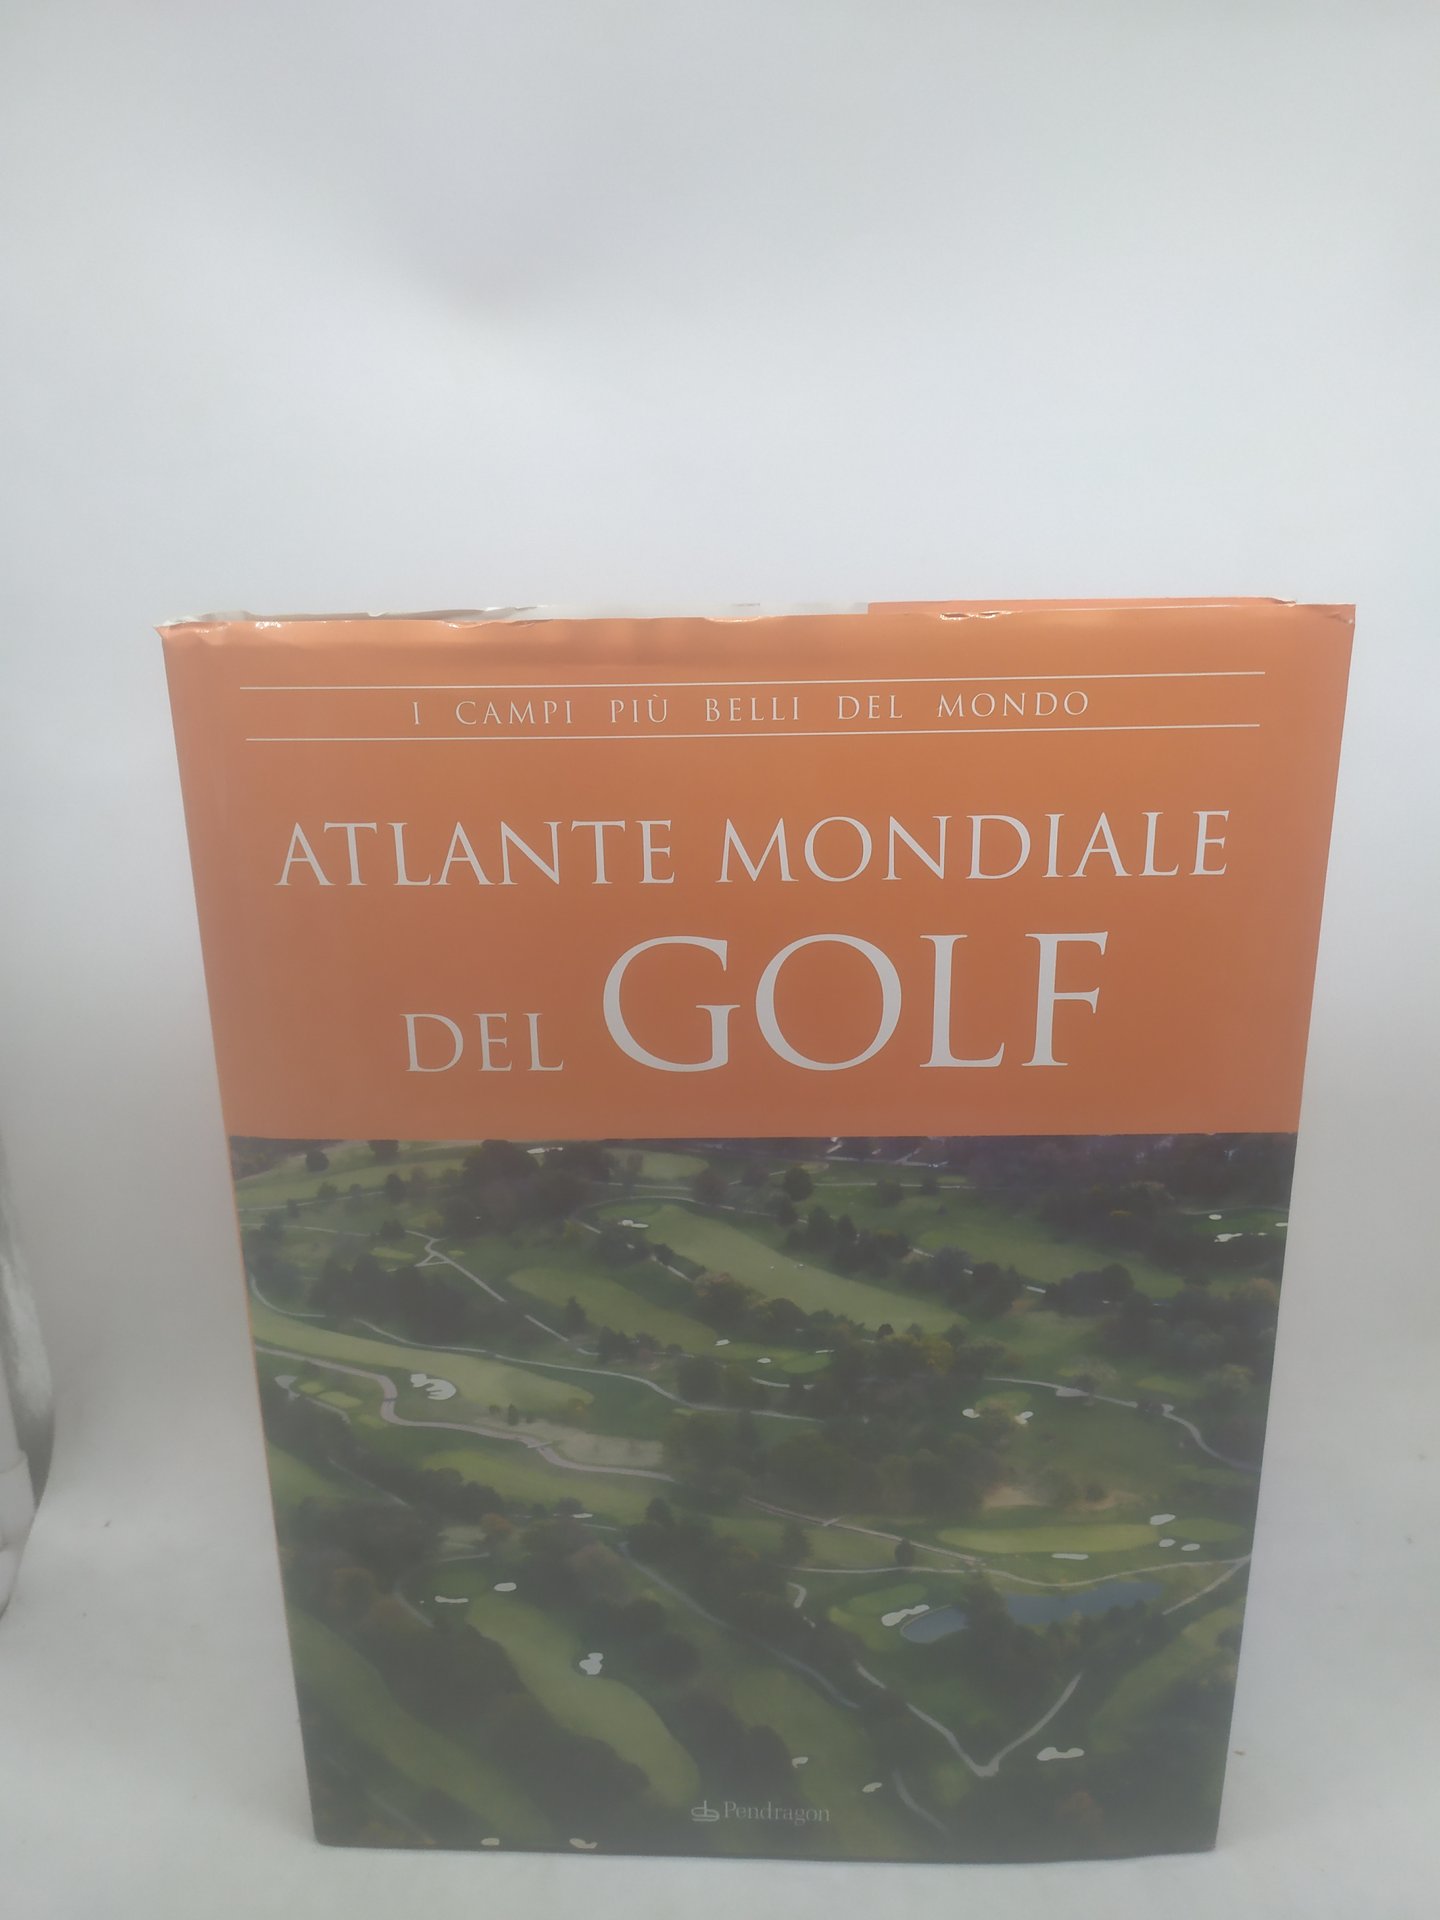 I CAMPI PIÙ BELLI DEL MONDO
ATLANTE MONDIALE
DEL GOLF
Pendragon